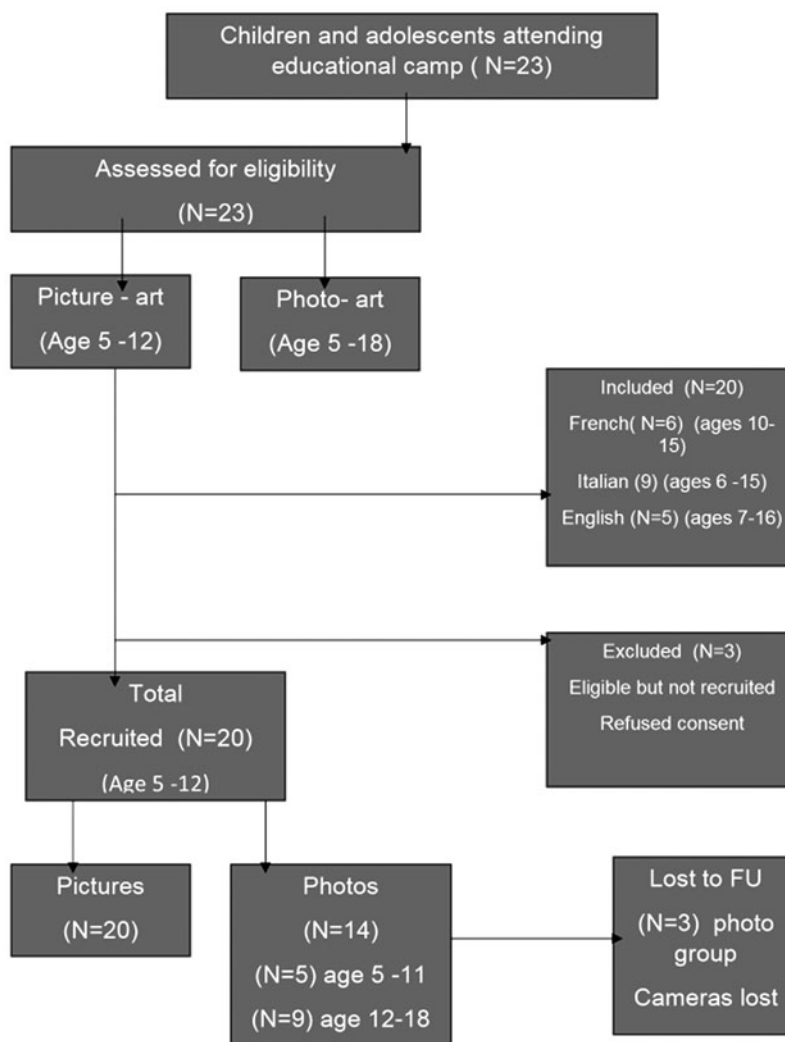 Children and adolescents attending
educational camp ( N=23)
Assessed for eligibility
(N=23)
Picture - art
(Age 5 -12)
Photo- art
(Age 5 -18)
Included (N=20)
French( N=6) (ages 10-
15)
Italian (9) (ages 6 -15)
English (N=5) (ages 7-16)
Excluded (N=3)
Eligible but not recruited
Refused consent
Total
Recruited (N=20)
(Age 5 -12)
Pictures
(N=20)
Photos
(N=14)
(N=5) age 5 -11
(N=9) age 12-18
Lost to FU
(N=3) photo
group
Cameras lost